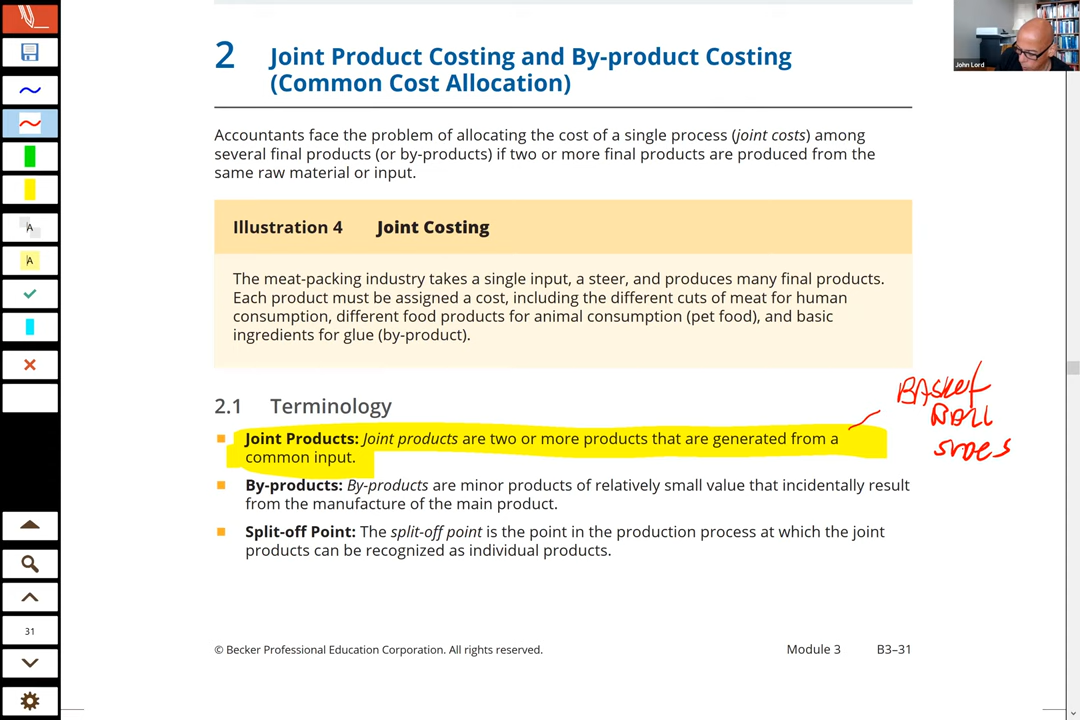 John Lord
2 Joint Product Costing and By-product Costing
(Common Cost Allocation)
Accountants face the problem of allocating the cost of a single process (joint costs) among
several final products (or by-products) if two or more final products are produced from the
same raw material or input.
Illustration 4 Joint Costing
The meat-packing industry takes a single input, a steer, and produces many final products.
Each product must be assigned a cost, including the different cuts of meat for human
consumption, different food products for animal consumption (pet food), and basic
ingredients for glue (by-product).
2.1 Terminology
Joint Products: Joint products are two or more products that are generated from a
common input.
BASKET
BALL
SHOES
By-products: By-products are minor products of relatively small value that incidentally result
from the manufacture of the main product.
Split-off Point: The split-off point is the point in the production process at which the joint
products can be recognized as individual products.
© Becker Professional Education Corporation. All rights reserved. Module 3 B3–31
A
A
31